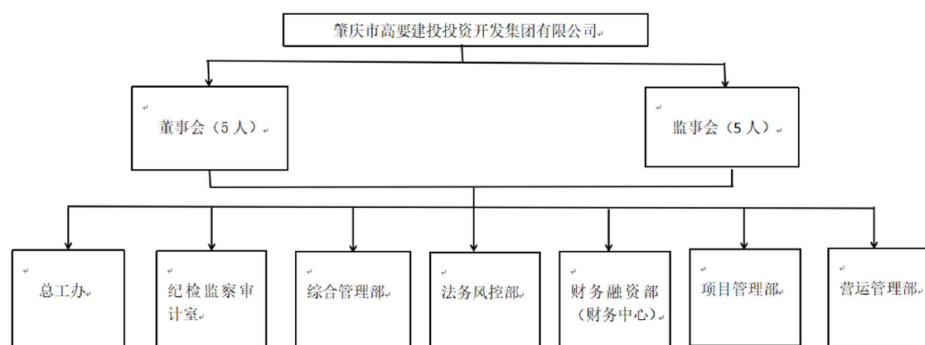 肇庆市高要建投投资开发集团有限公司
董事会（5人）
监事会（5人）
总工办
纪检监察审
计室
综合管理部
法务风控部
财务融资部
（财务中心）
项目管理部
营运管理部